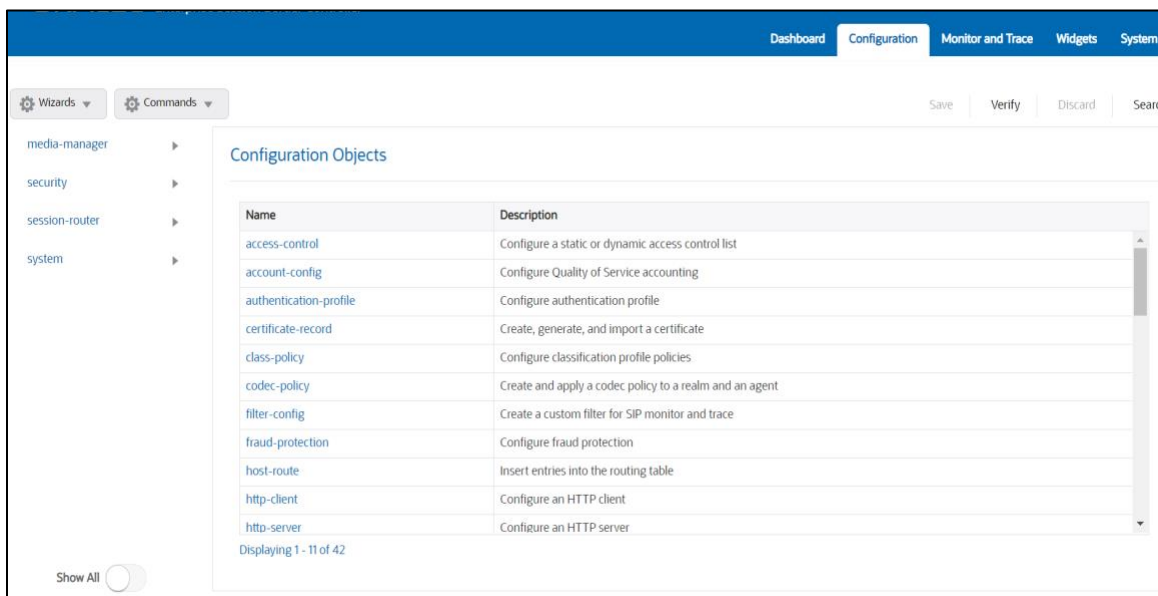 Dashboard Configuration Monitor and Trace Widgets System
Wizards Commands Save Verify Discard Searc
media-manager
security
session-router
system
Configuration Objects
Name Description
access-control Configure a static or dynamic access control list
account-config Configure Quality of Service accounting
authentication-profile Configure authentication profile
certificate-record Create, generate, and import a certificate
class-policy Configure classification profile policies
codec-policy Create and apply a codec policy to a realm and an agent
filter-config Create a custom filter for SIP monitor and trace
fraud-protection Configure fraud protection
host-route Insert entries into the routing table
http-client Configure an HTTP client
http-server Configure an HTTP server
Displaying 1 - 11 of 42
Show All